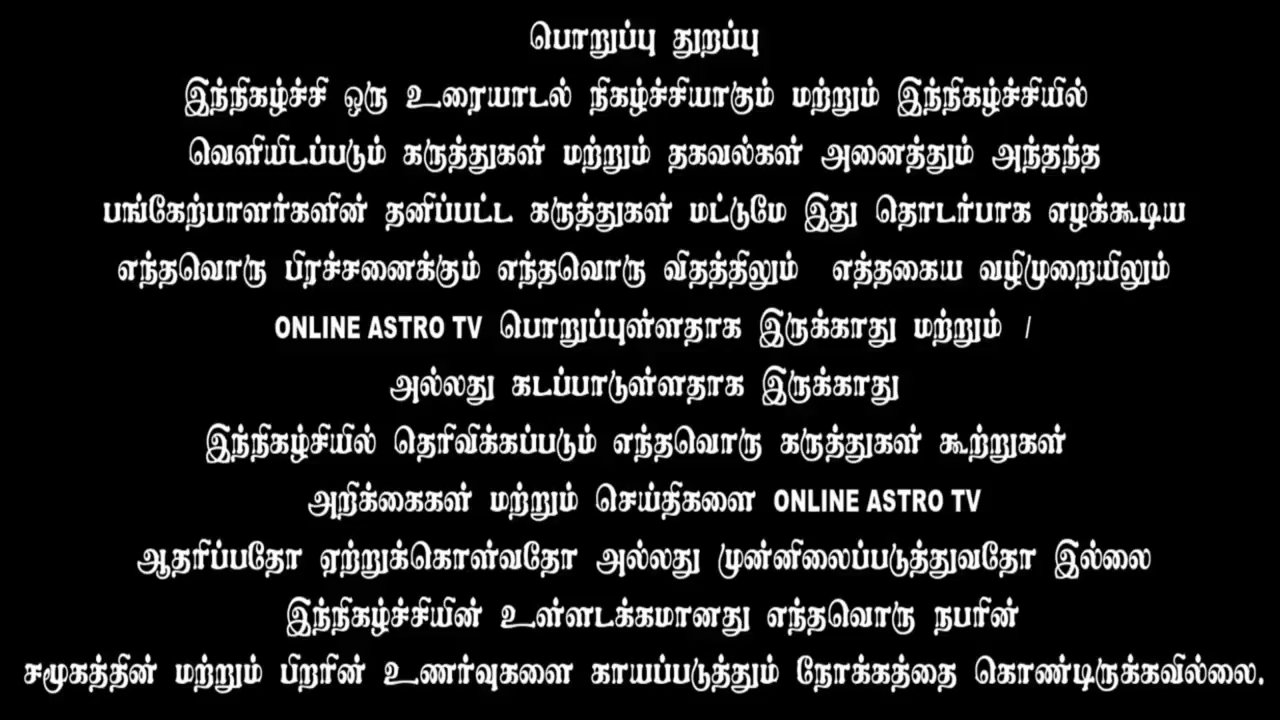 பொறுப்பு துறப்பு
இந்நிகழ்ச்சி ஒரு உரையாடல் நிகழ்ச்சியாகும் மற்றும் இந்நிகழ்ச்சியில்
வெளியிடப்படும் கருத்துகள் மற்றும் தகவல்கள் அனைத்தும் அந்தந்த
பங்கேற்பாளர்களின் தனிப்பட்ட கருத்துகள் மட்டுமே இது தொடர்பாக எழக்கூடிய
எந்தவொரு பிரச்சனைக்கும் எந்தவொரு விதத்திலும் எத்தகைய வழிமுறையிலும்
ONLINE ASTRO TV பொறுப்புள்ளதாக இருக்காது மற்றும் /
அல்லது கடப்பாடுள்ளதாக இருக்காது
இந்நிகழ்சியில் தெரிவிக்கப்படும் எந்தவொரு கருத்துகள் கூற்றுகள்
அறிக்கைகள் மற்றும் செய்திகளை ONLINE ASTRO TV
ஆதரிப்பதோ ஏற்றுக்கொள்வதோ அல்லது முன்னிலைப்படுத்துவதோ இல்லை
இந்நிகழ்ச்சியின் உள்ளடக்கமானது எந்தவொரு நபரின்
சமூகத்தின் மற்றும் பிறரின் உணர்வுகளை காயப்படுத்தும் நோக்கத்தை கொண்டிருக்கவில்லை.